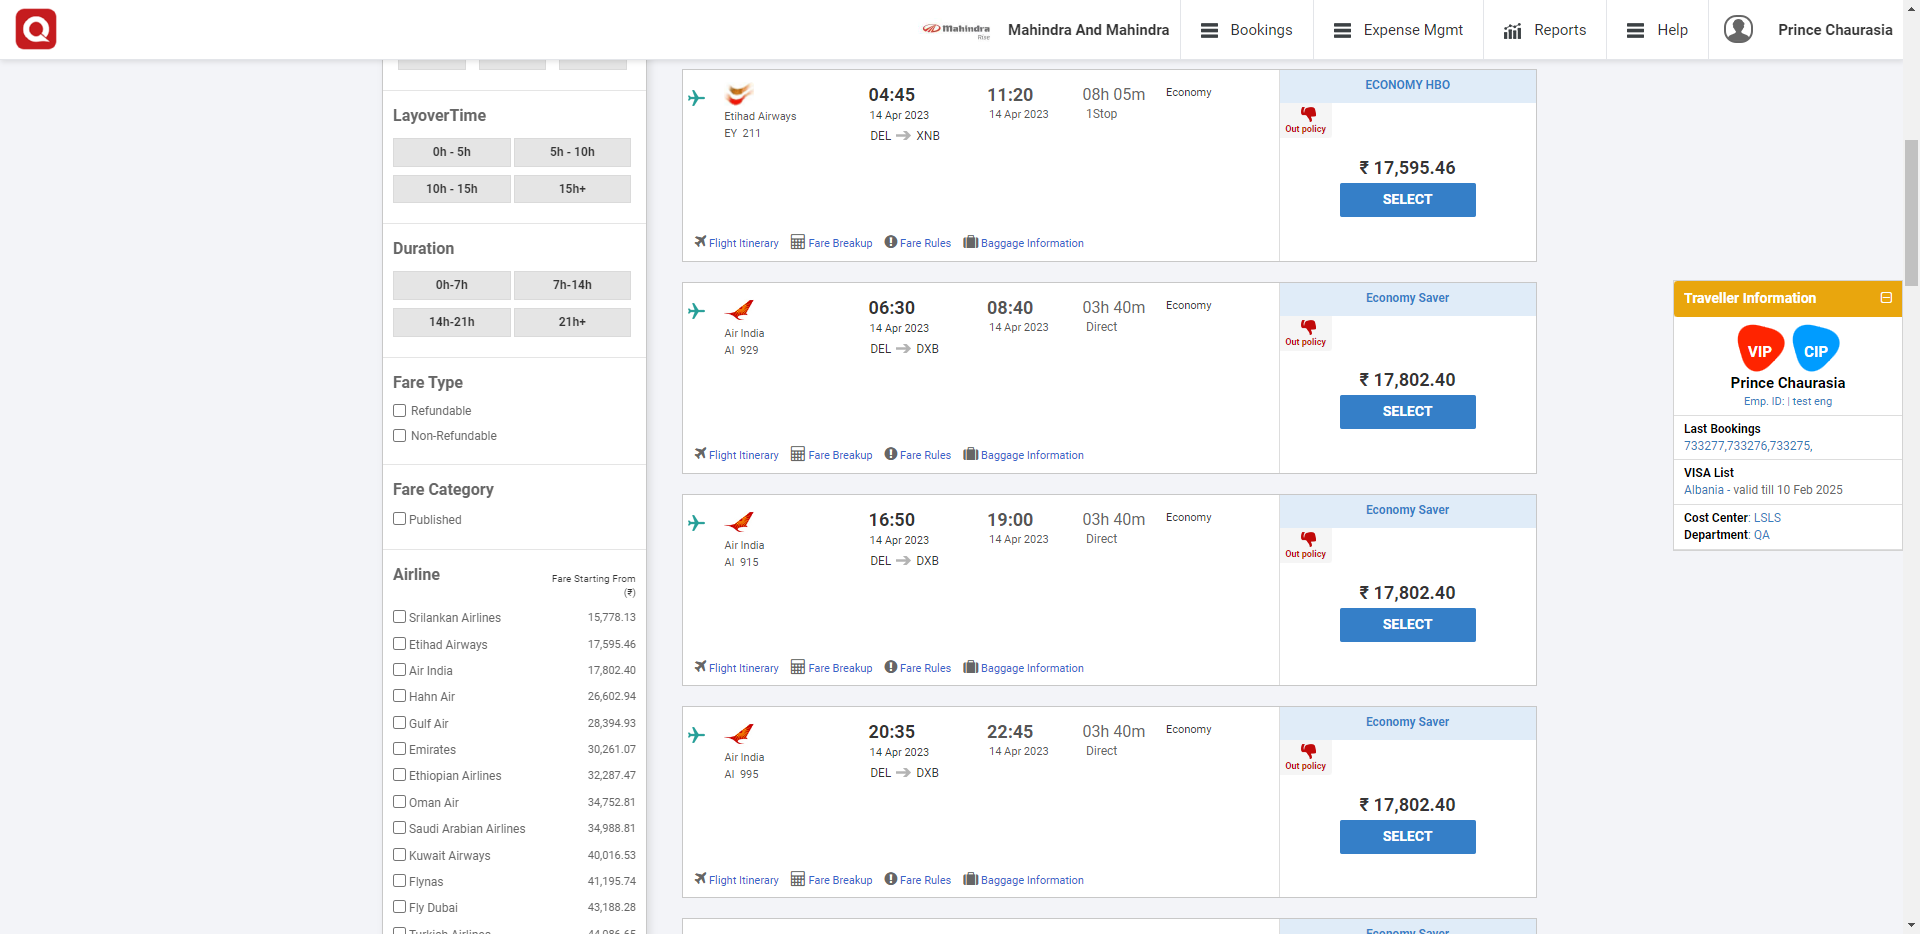 Mahindra
Rise
Mahindra And Mahindra
Bookings
Expense Mgmt
Reports
Help
Prince Chaurasia
LayoverTime
0h - 5h
5h - 10h
10h - 15h
15h+
Duration
0h-7h
7h-14h
14h-21h
21h+
Fare Type
Refundable
Non-Refundable
Fare Category
Published
Airline
Fare Starting From
(₹)
Srilankan Airlines 15,778.13
Etihad Airways 17,595.46
Air India 17,802.40
Hahn Air 26,602.94
Gulf Air 28,394.93
Emirates 30,261.07
Ethiopian Airlines 32,287.47
Oman Air 34,752.81
Saudi Arabian Airlines 34,988.81
Kuwait Airways 40,016.53
Flynas 41,195.74
Fly Dubai 43,188.28
Turkish Airlines 44,086.65
Etihad Airways
EY 211
04:45
14 Apr 2023
DEL XNB
11:20
14 Apr 2023
08h 05m
1Stop
Economy
ECONOMY HBO
Out policy
₹ 17,595.46
SELECT
Flight Itinerary Fare Breakup Fare Rules Baggage Information
Air India
AI 929
06:30
14 Apr 2023
DEL DXB
08:40
14 Apr 2023
03h 40m
Direct
Economy
Economy Saver
Out policy
₹ 17,802.40
SELECT
Flight Itinerary Fare Breakup Fare Rules Baggage Information
Air India
AI 915
16:50
14 Apr 2023
DEL DXB
19:00
14 Apr 2023
03h 40m
Direct
Economy
Economy Saver
Out policy
₹ 17,802.40
SELECT
Flight Itinerary Fare Breakup Fare Rules Baggage Information
Air India
AI 995
20:35
14 Apr 2023
DEL DXB
22:45
14 Apr 2023
03h 40m
Direct
Economy
Economy Saver
Out policy
₹ 17,802.40
SELECT
Flight Itinerary Fare Breakup Fare Rules Baggage Information
Economy Saver
Traveller Information
VIP
CIP
Prince Chaurasia
Emp. ID: | test eng
Last Bookings
733277,733276,733275,
VISA List
Albania - valid till 10 Feb 2025
Cost Center: LSLS
Department: QA